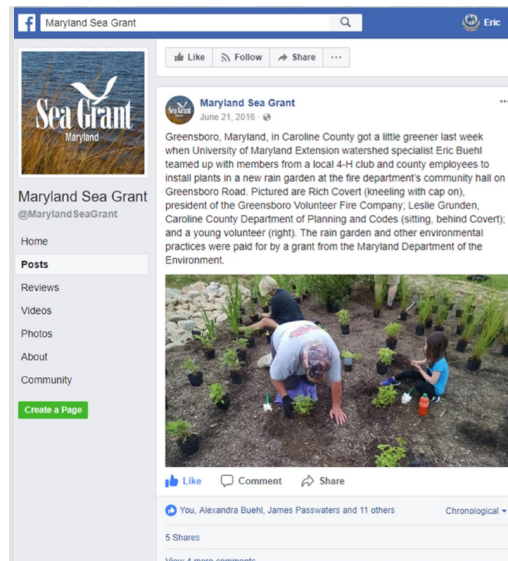 Maryland Sea Grant
Eric
Sea Grant
Maryland
Like Follow Share ...
Maryland Sea Grant
@MarylandSeaGrant
Home
Posts
Reviews
Videos
Photos
About
Community
Create a Page
Sea Grant
Maryland Sea Grant
...
June 21, 2016 ·
Greensboro, Maryland, in Caroline County got a little greener last week
when University of Maryland Extension watershed specialist Eric Buehl
teamed up with members from a local 4-H club and county employees to
install plants in a new rain garden at the fire department's community hall on
Greensboro Road. Pictured are Rich Covert (kneeling with cap on),
president of the Greensboro Volunteer Fire Company; Leslie Grunden,
Caroline County Department of Planning and Codes (sitting, behind Covert);
and a young volunteer (right). The rain garden and other environmental
practices were paid for by a grant from the Maryland Department of the
Environment.
Like Comment Share
You, Alexandra Buehl, James Passwaters and 11 others
Chronological
5 Shares
View 4 more comments